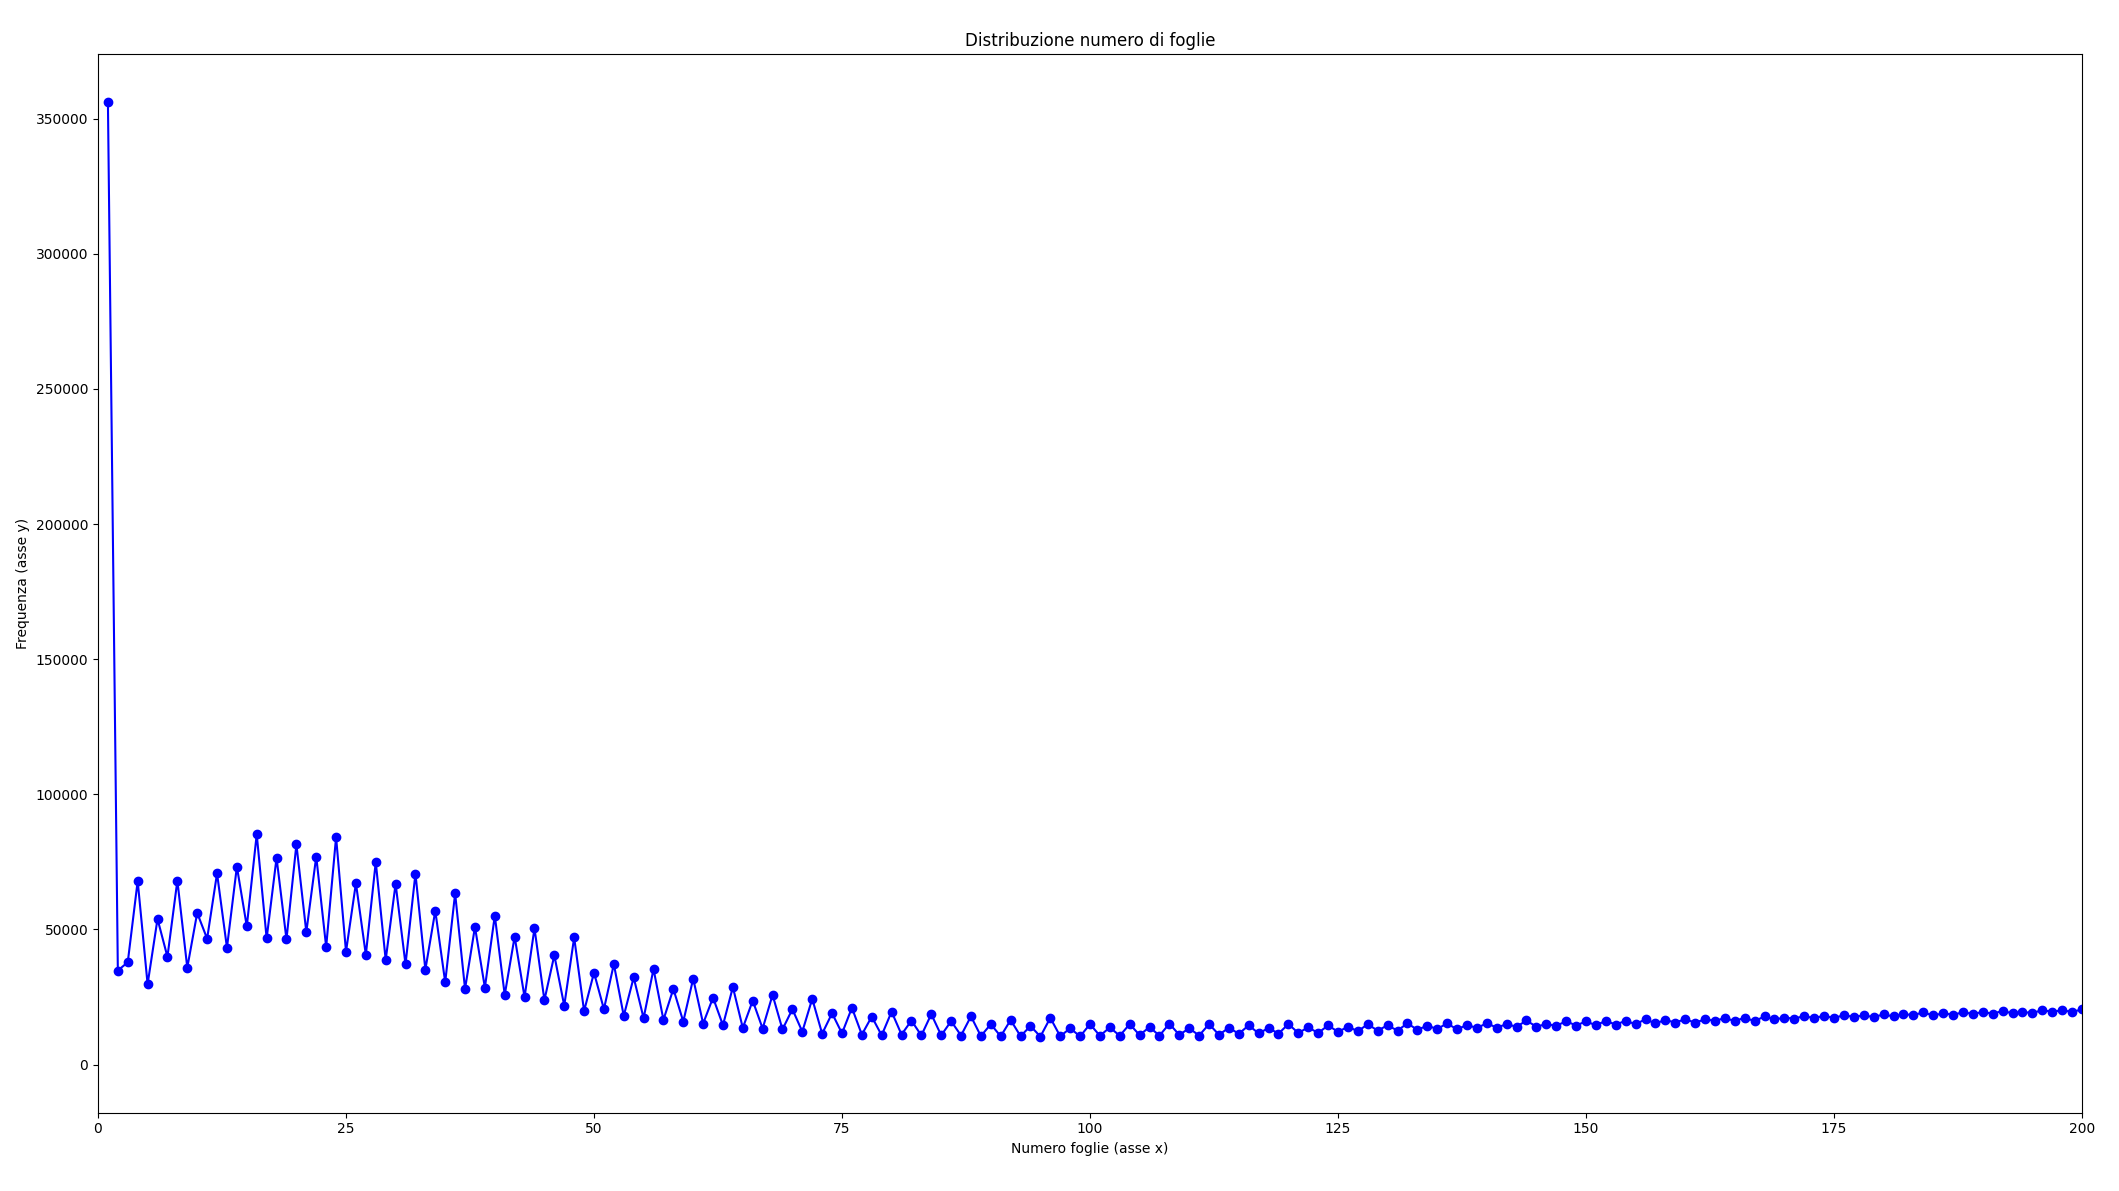 Distribuzione numero di foglie
350000
300000
250000
200000
150000
100000
50000
0
Frequenza (asse y)
0 25 50 75 100 125 150 175 200
Numero foglie (asse x)